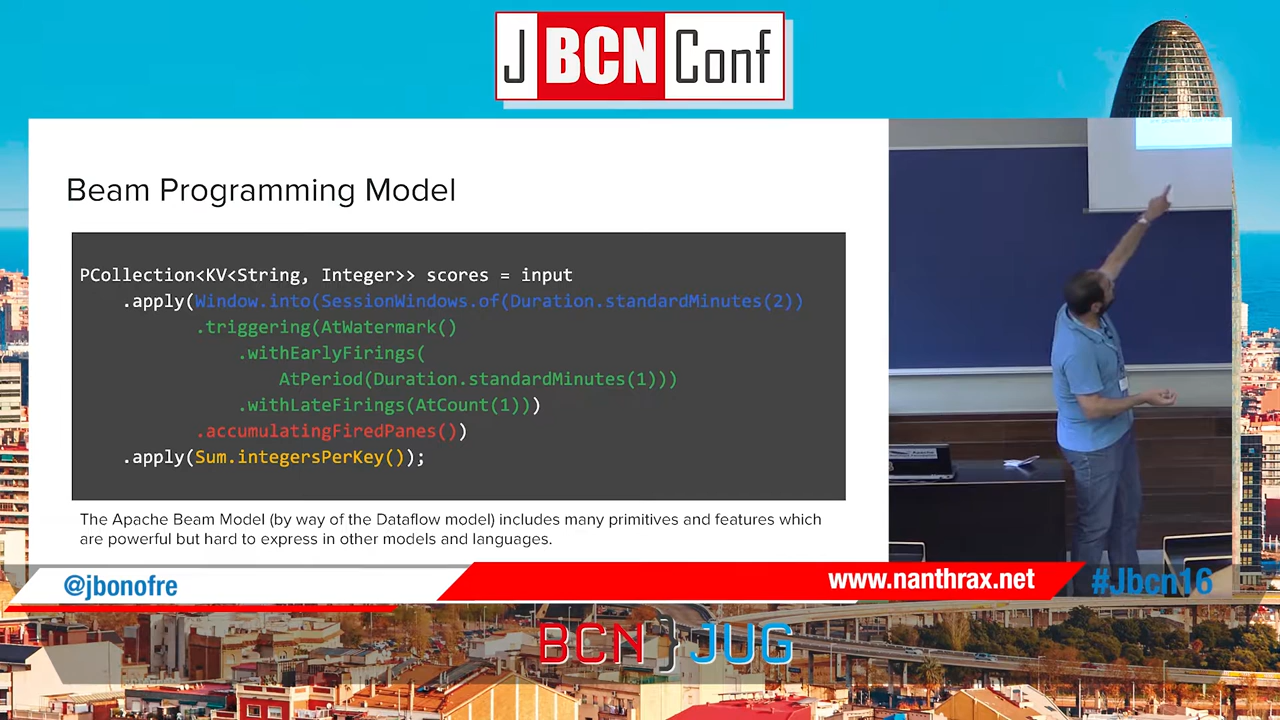 J BCN Conf
Beam Programming Model
PCollection<KV<String, Integer>> scores = input
.apply(Window.into(SessionWindows.of(Duration.standardMinutes(2))
.triggering(AtWatermark()
.withEarlyFirings(
AtPeriod(Duration.standardMinutes(1)))
.withLateFirings(AtCount(1)))
.accumulatingFiredPanes())
.apply(Sum.integersPerKey());
The Apache Beam Model (by way of the Dataflow model) includes many primitives and features which
are powerful but hard to express in other models and languages.
@jbonofre
www.nanthrax.net
#Jbcn16
BCN JUG